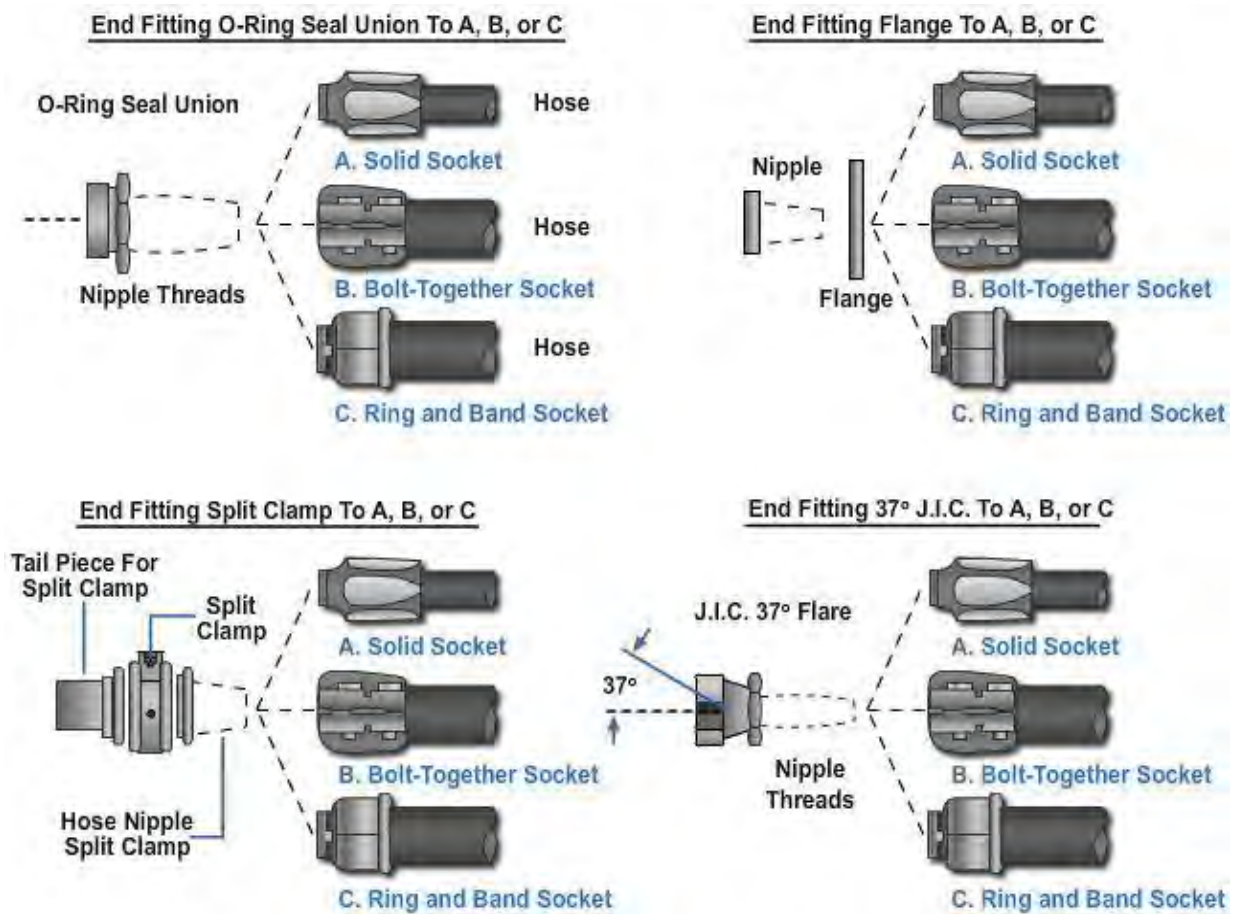 End Fitting O-Ring Seal Union To A, B, or C
O-Ring Seal Union
Hose
A. Solid Socket
Hose
B. Bolt-Together Socket
Nipple Threads
Hose
C. Ring and Band Socket
End Fitting Flange To A, B, or C
A. Solid Socket
Nipple
B. Bolt-Together Socket
Flange
C. Ring and Band Socket
End Fitting Split Clamp To A, B, or C
Tail Piece For
Split Clamp
Split
Clamp
A. Solid Socket
B. Bolt-Together Socket
Hose Nipple
Split Clamp
C. Ring and Band Socket
End Fitting 37° J.I.C. To A, B, or C
J.I.C. 37° Flare
A. Solid Socket
37°
B. Bolt-Together Socket
Nipple
Threads
C. Ring and Band Socket